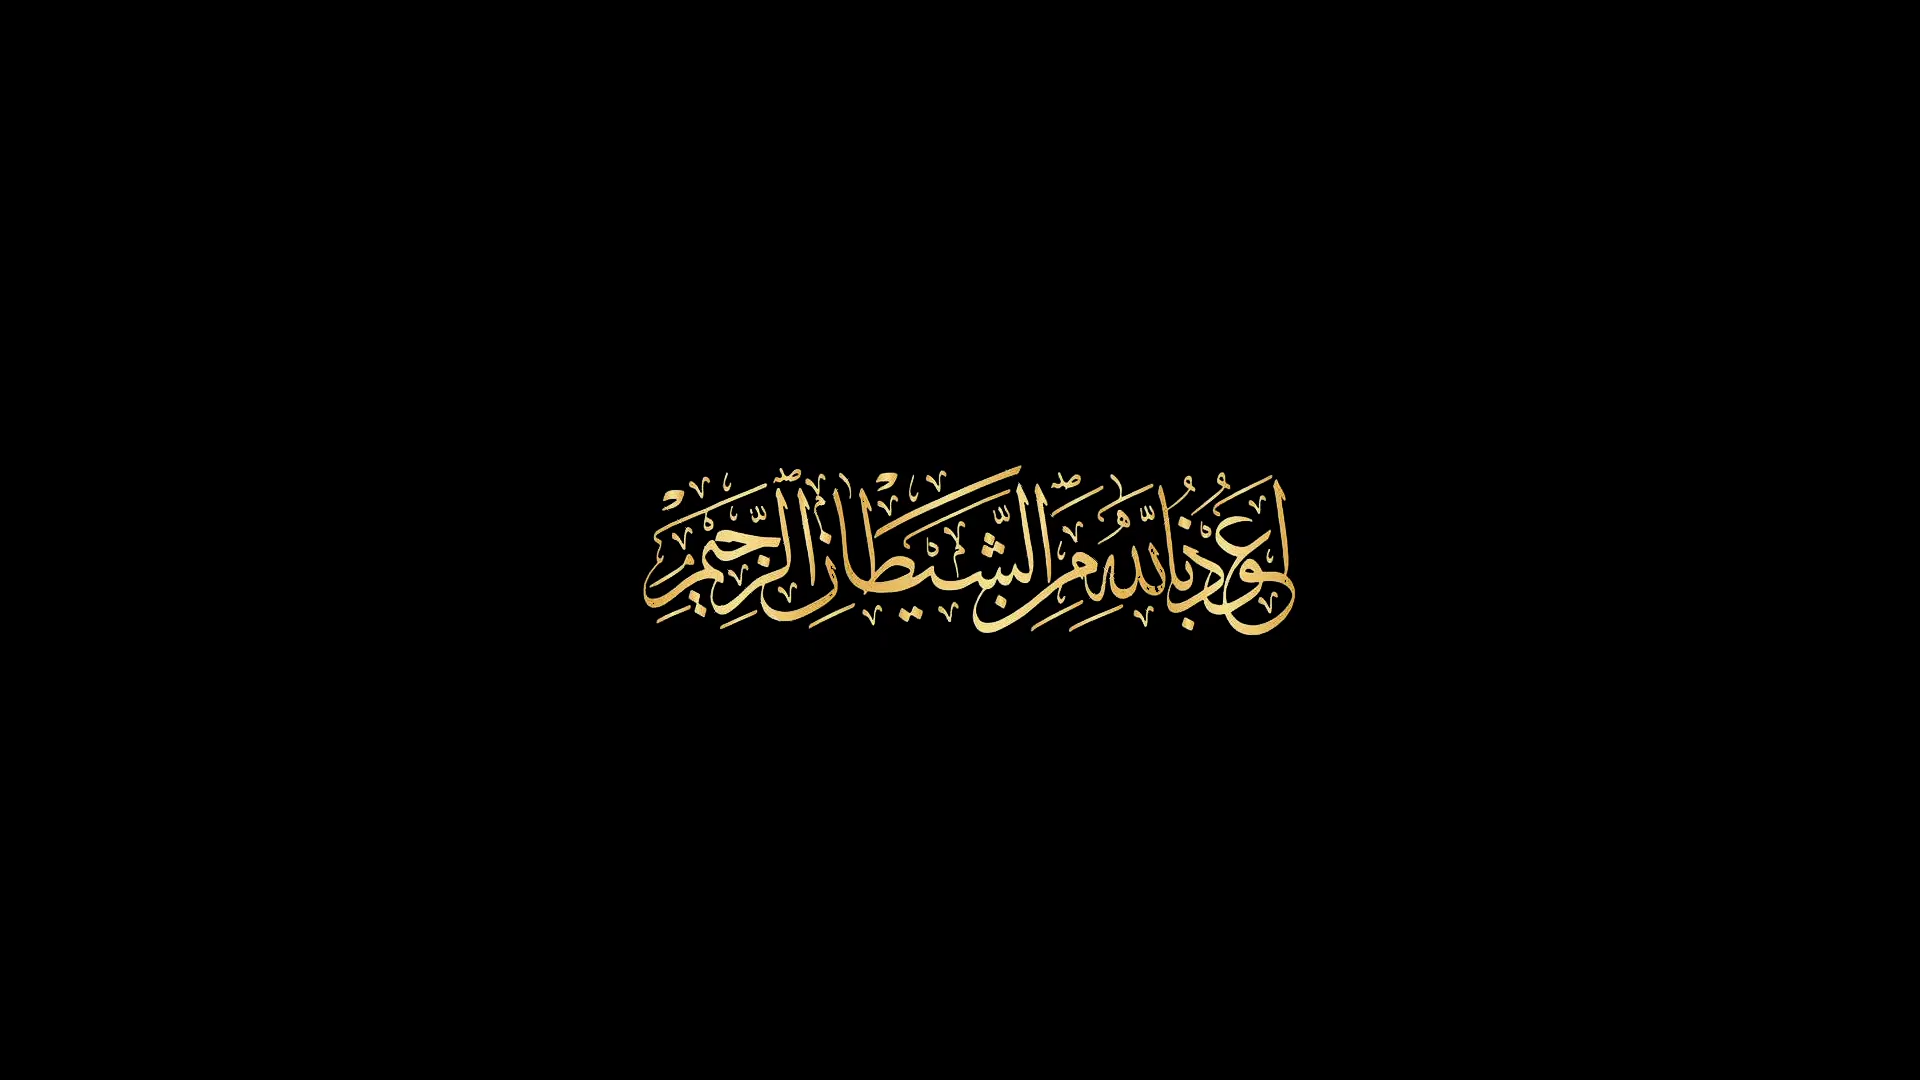 أَعُوذُ بِاللَّهِ مِنَ الشَّيْطَانِ الرَّجِيمِ